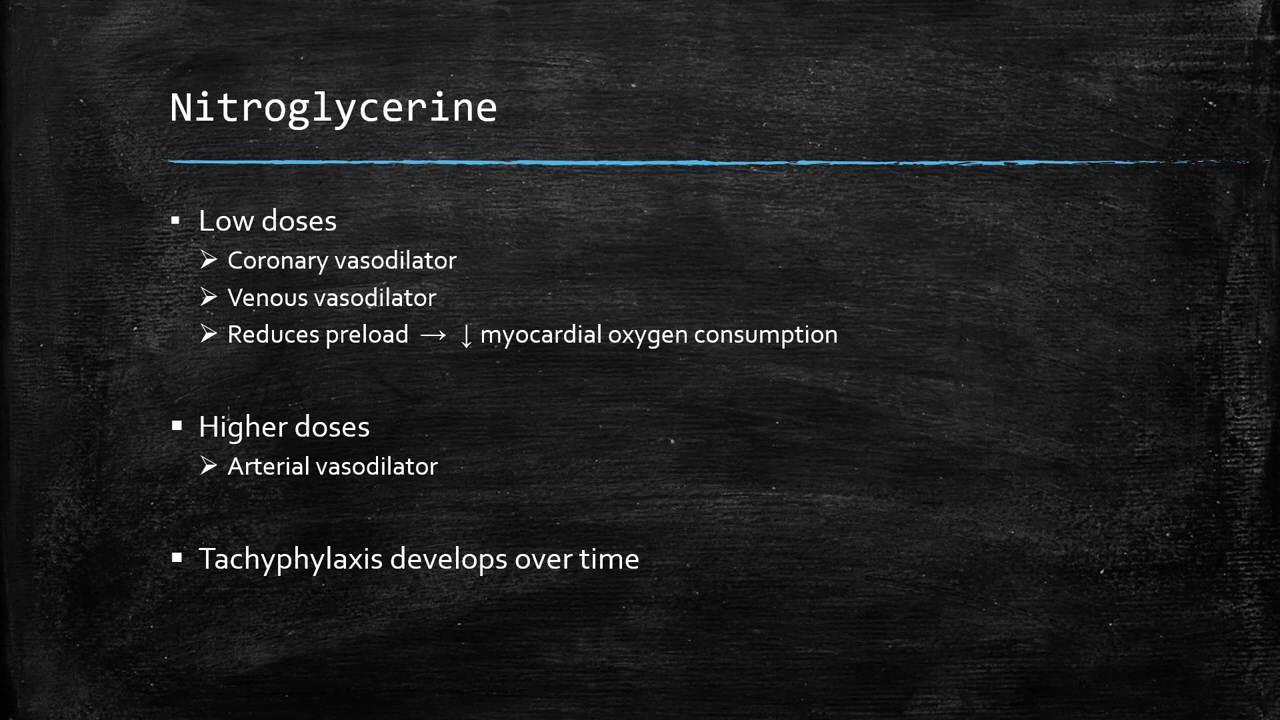 Nitroglycerine
▪ Low doses
➢ Coronary vasodilator
➢ Venous vasodilator
➢ Reduces preload → ↓ myocardial oxygen consumption
▪ Higher doses
➢ Arterial vasodilator
▪ Tachyphylaxis develops over time